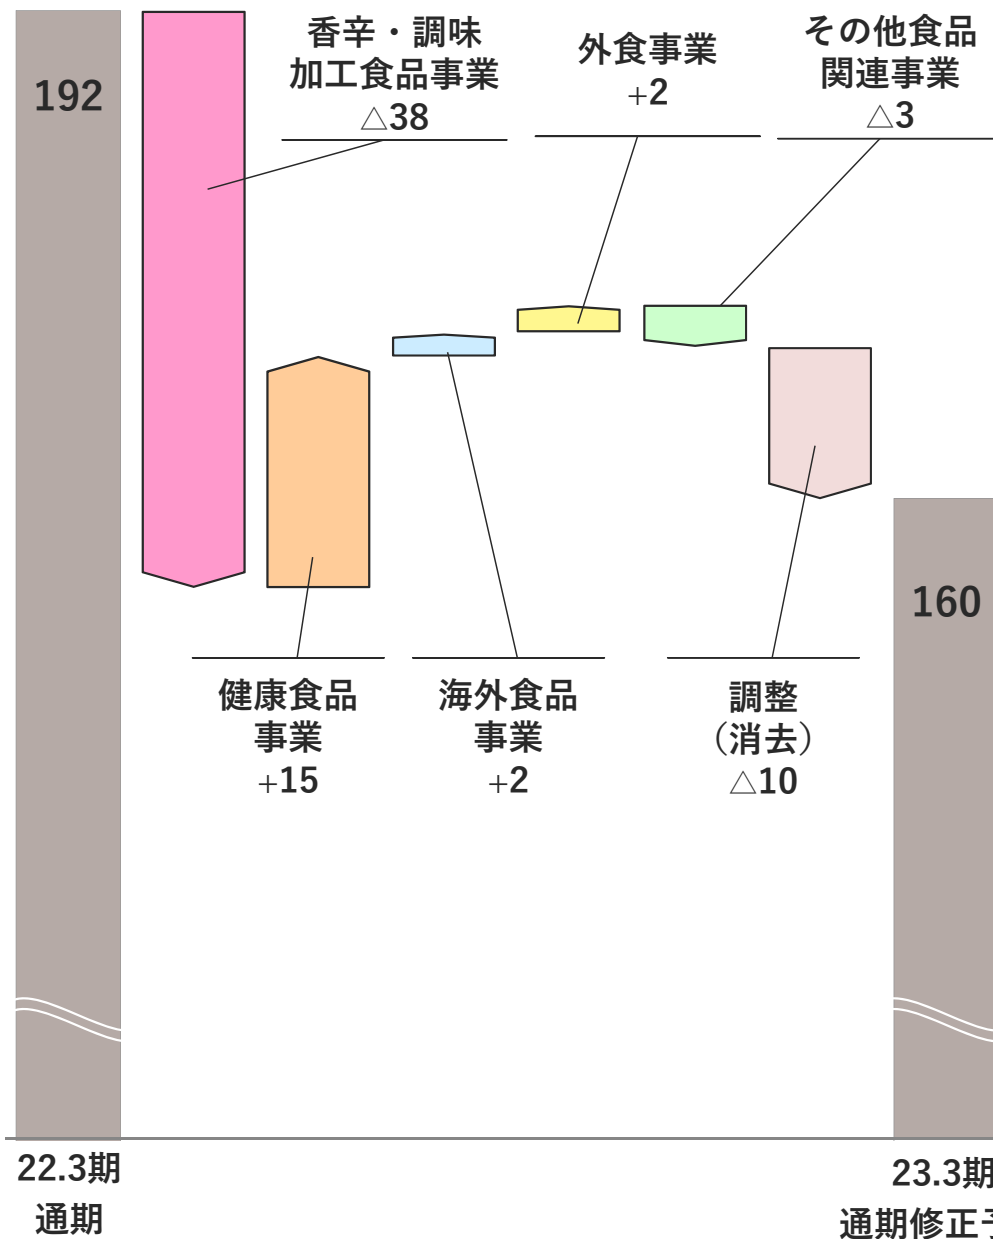 192
香辛・調味
加工食品事業
△38
外食事業
+2
その他食品
関連事業
△3
160
健康食品
事業
+15
海外食品
事業
+2
調整
（消去）
△10
22.3期
通期
23.3期
通期修正予